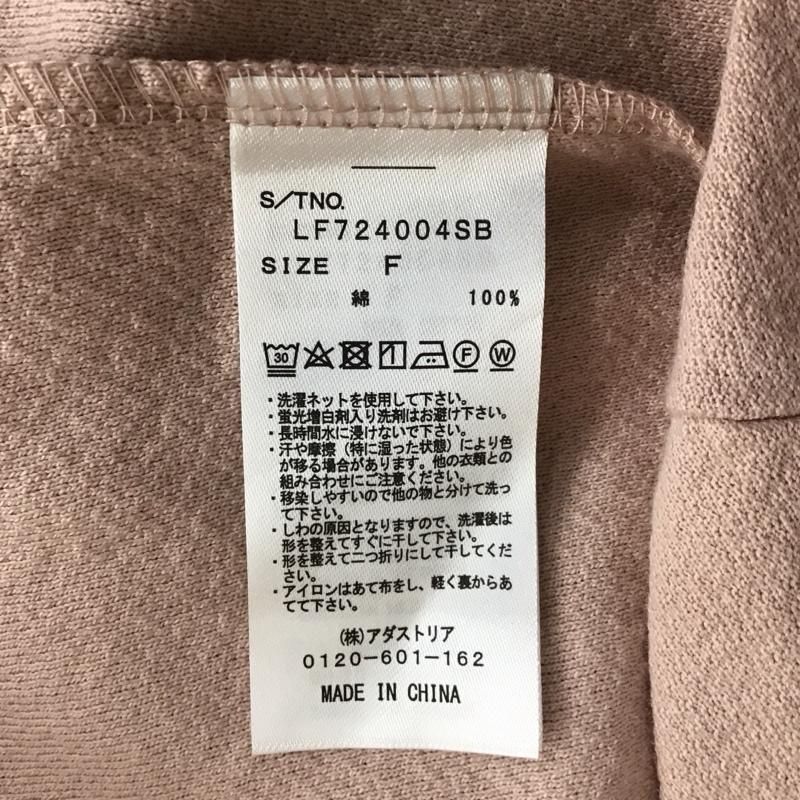 S/TNO.
LF724004SB
SIZE F
綿 100%
30 F W
・洗濯ネットを使用して下さい。
・蛍光増白剤入り洗剤はお避け下さい。
・長時間水に浸けないで下さい。
・汗や摩擦（特に湿った状態）により色
が移る場合があります。他の衣類との
組み合わせにご注意ください。
・移染しやすいので他の物と分けて洗っ
て下さい。
・しわの原因となりますので、洗濯後は
形を整えてすぐに干して下さい。
・形を整えて二つ折りにして干してくだ
さい。
・アイロンはあて布をし、軽く裏からあ
てて下さい。
(株)アダストリア
0120-601-162
MADE IN CHINA